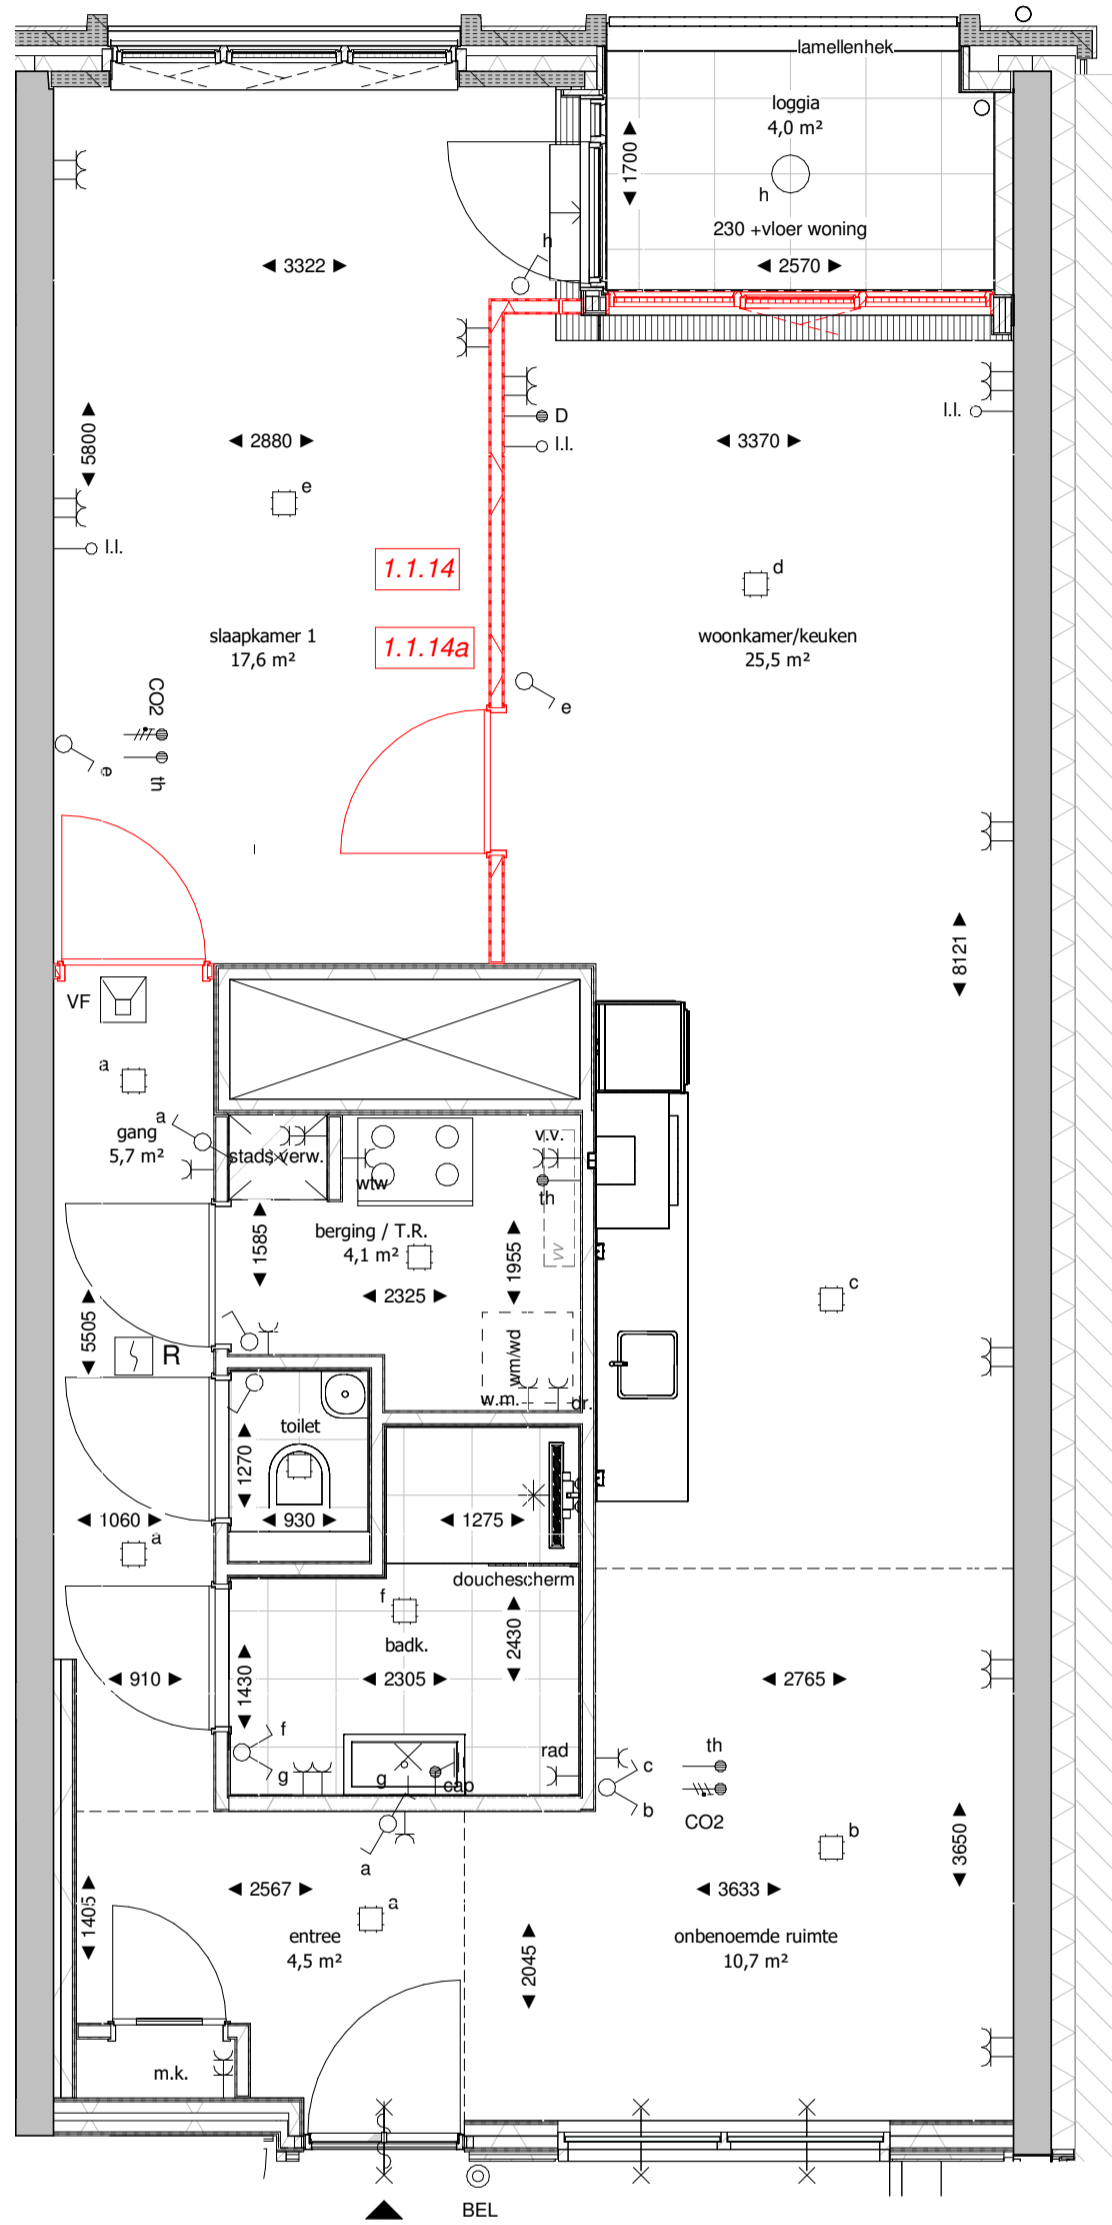 lamellenhek
loggia
4,0 m²
1700
h
230 +vloer woning
h
3322
2570
D
l.l.
l.l.
5800
2880
3370
e
l.l.
d
1.1.14
slaapkamer 1
17,6 m²
1.1.14a
woonkamer/keuken
25,5 m²
CO2
e
e
th
8121
VF
a
a
gang
5,7 m²
stads verw.
wtw
v.v.
th
1585
berging / T.R.
4,1 m²
1955
vv
2325
c
5505
R
wm/wd
w.m.
dr.
toilet
1270
1060
930
1275
a
douchescherm
f
badk.
2430
910
1430
2305
2765
f
g
g
cap
rad
c
b
th
CO2
b
a
3650
1405
2567
a
3633
entree
4,5 m²
2045
onbenoemde ruimte
10,7 m²
m.k.
BEL